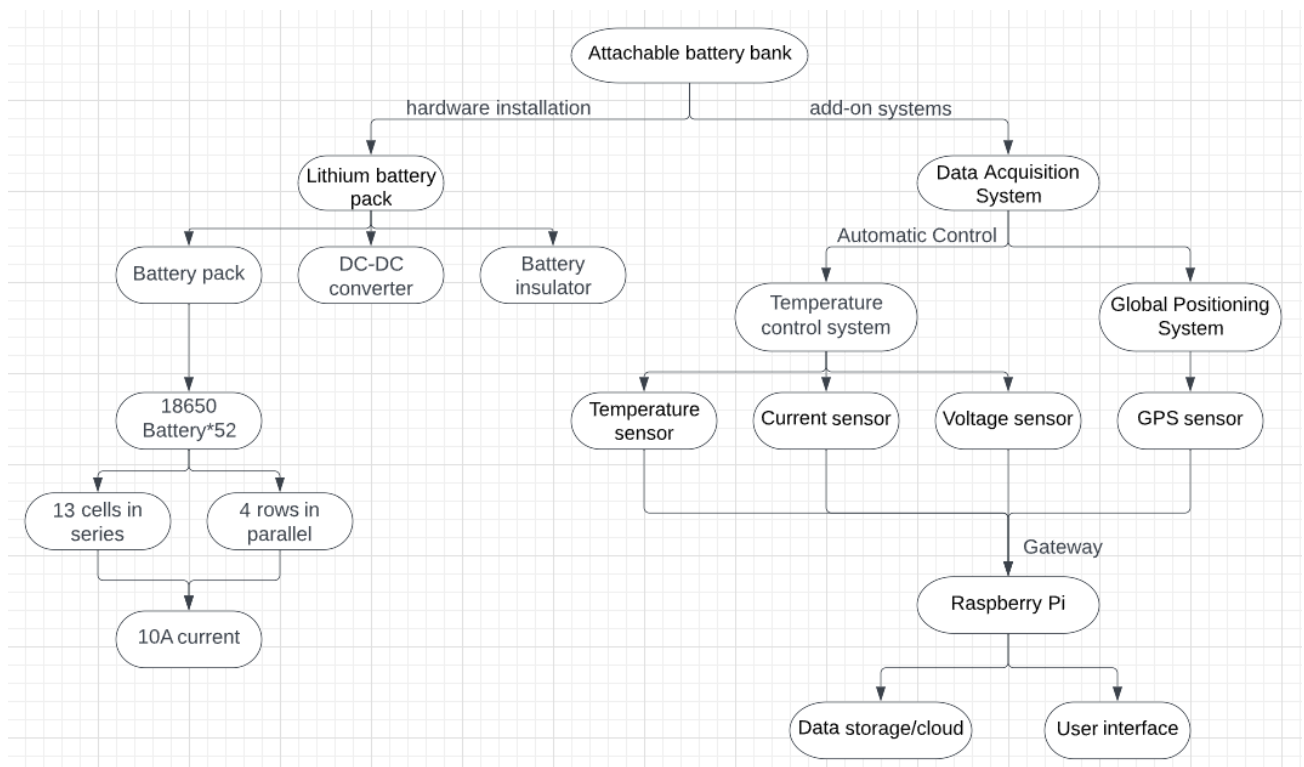 Attachable battery bank
hardware installation
add-on systems
Lithium battery
pack
Data Acquisition
System
Automatic Control
Battery pack
DC-DC
converter
Battery
insulator
Temperature
control system
Global Positioning
System
18650
Battery*52
Temperature
sensor
Current sensor
Voltage sensor
GPS sensor
13 cells in
series
4 rows in
parallel
Gateway
Raspberry Pi
10A current
Data storage/cloud
User interface